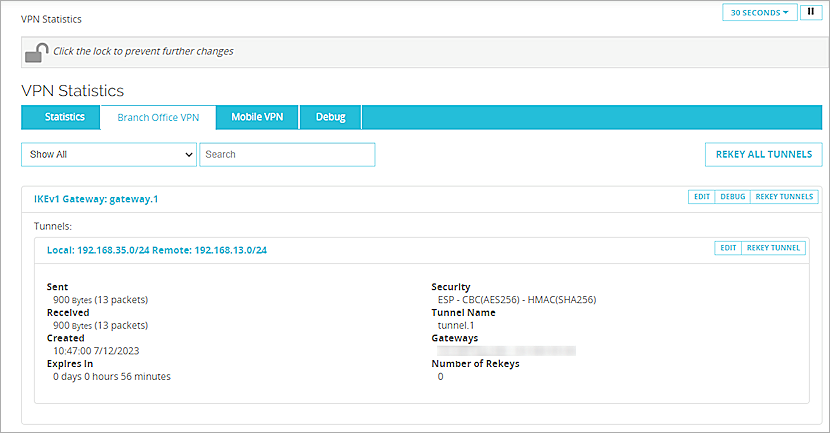 VPN Statistics
30 SECONDS
Click the lock to prevent further changes
VPN Statistics
Statistics
Branch Office VPN
Mobile VPN
Debug
Show All
Search
REKEY ALL TUNNELS
IKEv1 Gateway: gateway.1
EDIT
DEBUG
REKEY TUNNELS
Tunnels:
Local: 192.168.35.0/24 Remote: 192.168.13.0/24
EDIT
REKEY TUNNEL
Sent
900 Bytes (13 packets)
Received
900 Bytes (13 packets)
Created
10:47:00 7/12/2023
Expires In
0 days 0 hours 56 minutes
Security
ESP - CBC(AES256) - HMAC(SHA256)
Tunnel Name
tunnel.1
Gateways
Number of Rekeys
0